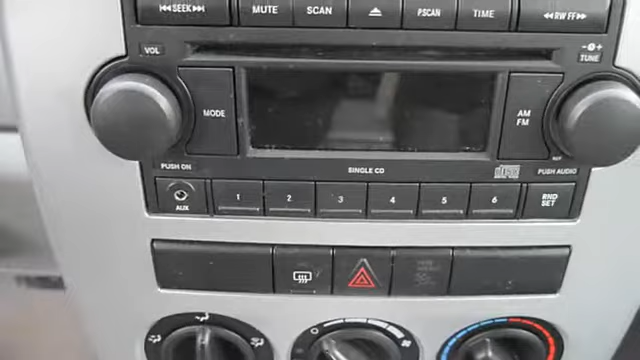 SEEK
MUTE
SCAN
PSCAN
TIME
RW FF
VOL
TUNE
MODE
AM
FM
PUSH ON
SINGLE CD
PUSH AUDIO
AUX
1
2
3
4
5
6
RND
SET